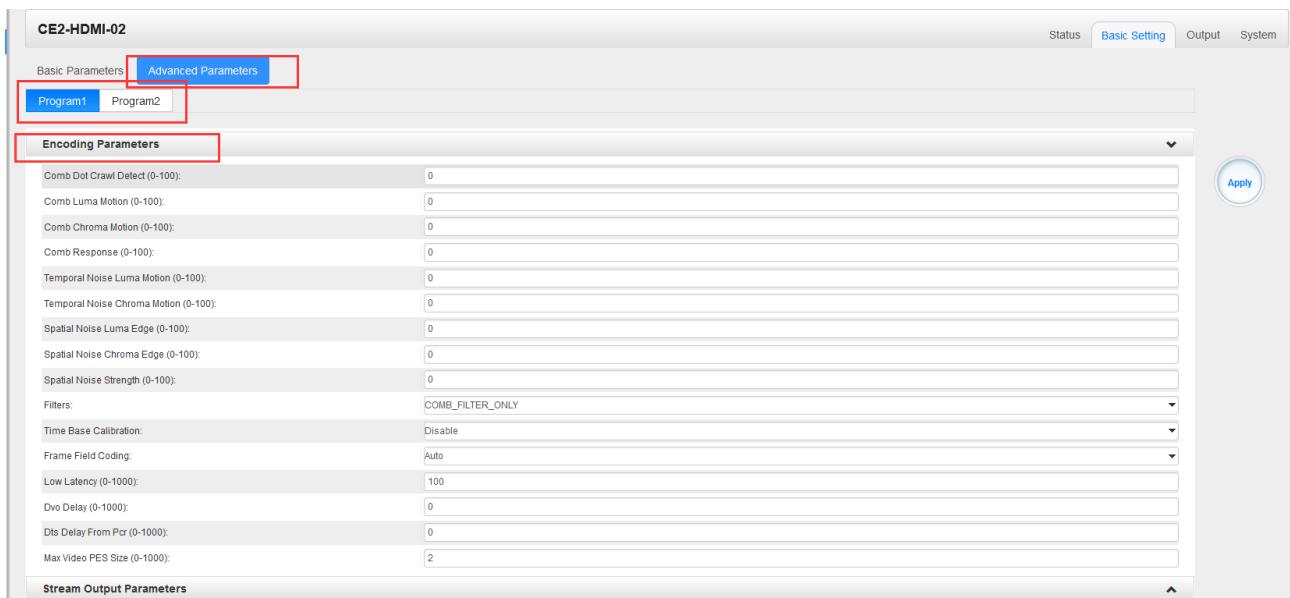 CE2-HDMI-02
Status Basic Setting Output System
Basic Parameters Advanced Parameters
Program1 Program2
Encoding Parameters
Comb Dot Crawl Detect (0-100): 0
Apply
Comb Luma Motion (0-100): 0
Comb Chroma Motion (0-100): 0
Comb Response (0-100): 0
Temporal Noise Luma Motion (0-100): 0
Temporal Noise Chroma Motion (0-100): 0
Spatial Noise Luma Edge (0-100): 0
Spatial Noise Chroma Edge (0-100): 0
Spatial Noise Strength (0-100): 0
Filters: COMB_FILTER_ONLY
Time Base Calibration: Disable
Frame Field Coding: Auto
Low Latency (0-1000): 100
Dvo Delay (0-1000): 0
Dts Delay From Pcr (0-1000): 0
Max Video PES Size (0-1000): 2
Stream Output Parameters